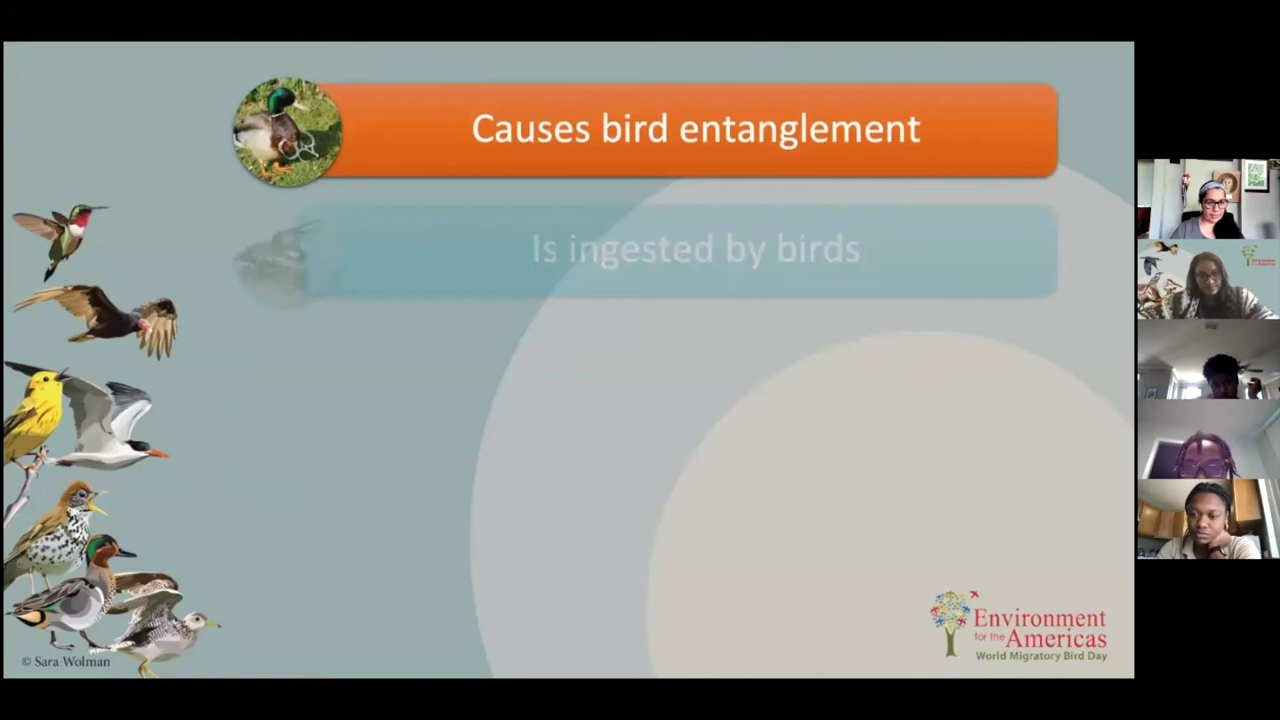 Causes bird entanglement
Is ingested by birds
Environment
for the Americas
World Migratory Bird Day
© Sara Wolman